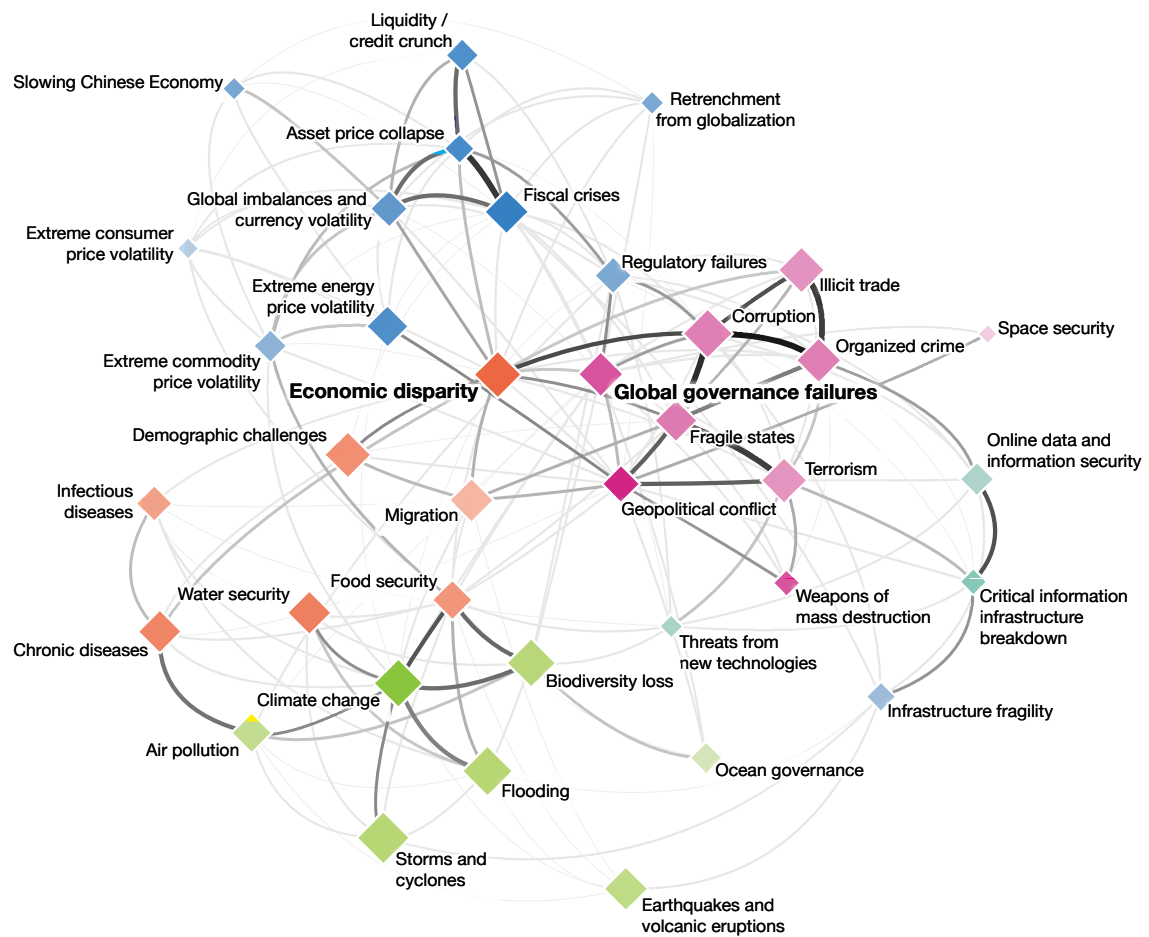 Liquidity /
credit crunch
Slowing Chinese Economy
Retrenchment
from globalization
Asset price collapse
Global imbalances and
currency volatility
Fiscal crises
Extreme consumer
price volatility
Regulatory failures
Illicit trade
Extreme energy
price volatility
Corruption
Space security
Organized crime
Extreme commodity
price volatility
Economic disparity
Global governance failures
Demographic challenges
Fragile states
Online data and
information security
Terrorism
Infectious
diseases
Migration
Geopolitical conflict
Food security
Water security
Weapons of
mass destruction
Critical information
infrastructure
breakdown
Chronic diseases
Threats from
new technologies
Biodiversity loss
Climate change
Infrastructure fragility
Air pollution
Ocean governance
Flooding
Storms and
cyclones
Earthquakes and
volcanic eruptions